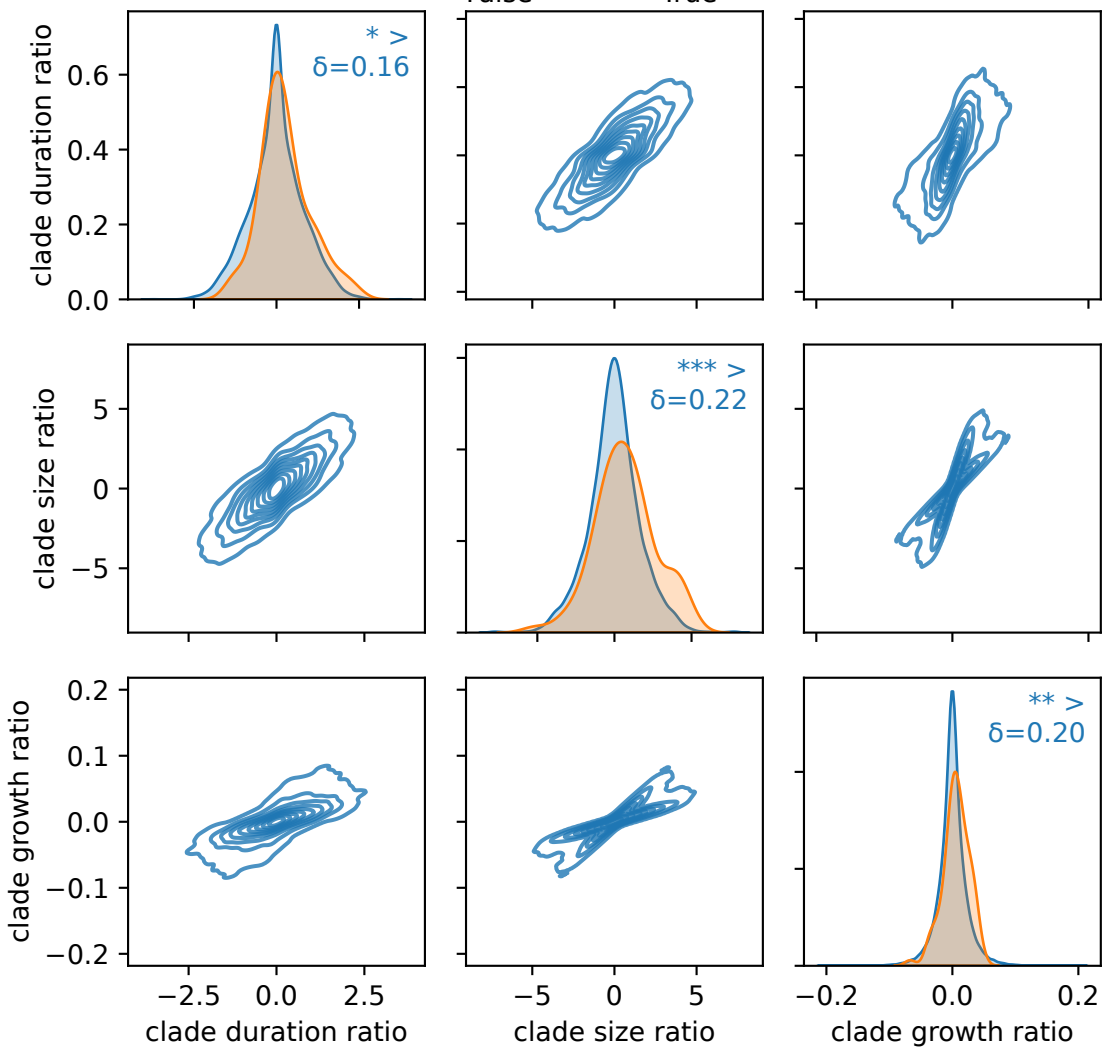 clade duration ratio
0.6
0.4
0.2
0.0
* >
δ=0.16
clade size ratio
5
0
−5
*** >
δ=0.22
clade growth ratio
0.2
0.1
0.0
−0.1
−0.2
** >
δ=0.20
−2.5 0.0 2.5
−5 0 5
−0.2 0.0 0.2
clade duration ratio
clade size ratio
clade growth ratio